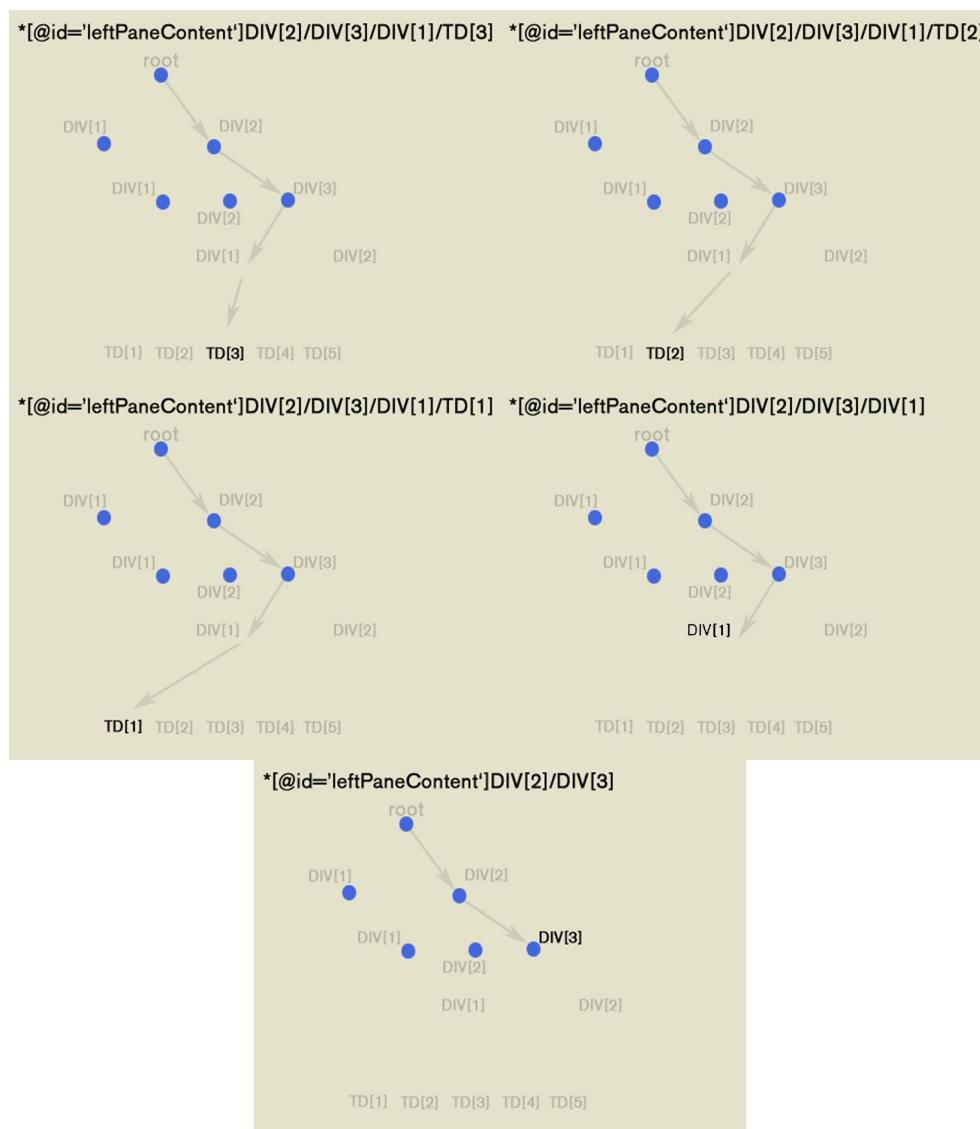 *[@id='leftPaneContent‘]DIV[2]/DIV[3]/DIV[1]/TD[3]
root
DIV[1] DIV[2]
DIV[1] DIV[3]
DIV[2]
DIV[1] DIV[2]
TD[1] TD[2] TD[3] TD[4] TD[5]
*[@id='leftPaneContent‘]DIV[2]/DIV[3]/DIV[1]/TD[2]
root
DIV[1] DIV[2]
DIV[1] DIV[3]
DIV[2]
DIV[1] DIV[2]
TD[1] TD[2] TD[3] TD[4] TD[5]
*[@id='leftPaneContent‘]DIV[2]/DIV[3]/DIV[1]/TD[1]
root
DIV[1] DIV[2]
DIV[1] DIV[3]
DIV[2]
DIV[1] DIV[2]
TD[1] TD[2] TD[3] TD[4] TD[5]
*[@id='leftPaneContent‘]DIV[2]/DIV[3]/DIV[1]
root
DIV[1] DIV[2]
DIV[1] DIV[3]
DIV[2]
DIV[1] DIV[2]
TD[1] TD[2] TD[3] TD[4] TD[5]
*[@id='leftPaneContent‘]DIV[2]/DIV[3]
root
DIV[1] DIV[2]
DIV[1] DIV[3]
DIV[2]
DIV[1] DIV[2]
TD[1] TD[2] TD[3] TD[4] TD[5]